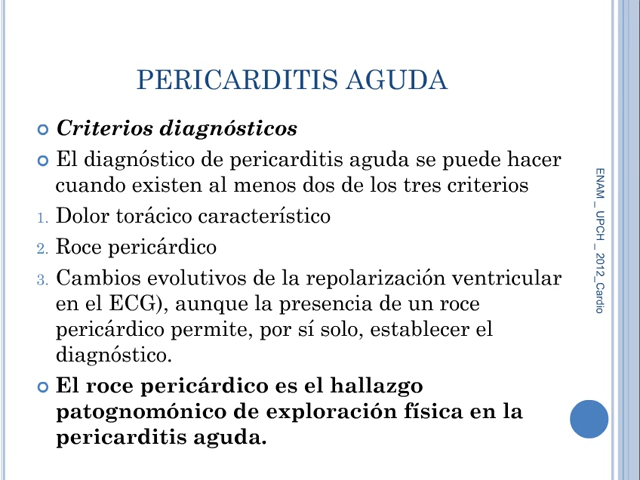 PERICARDITIS AGUDA
Criterios diagnósticos
El diagnóstico de pericarditis aguda se puede hacer
cuando existen al menos dos de los tres criterios
1. Dolor torácico característico
2. Roce pericárdico
3. Cambios evolutivos de la repolarización ventricular
en el ECG), aunque la presencia de un roce
pericárdico permite, por sí solo, establecer el
diagnóstico.
El roce pericárdico es el hallazgo
patognomónico de exploración física en la
pericarditis aguda.
ENAM _ UPCH _ 2012_Cardio